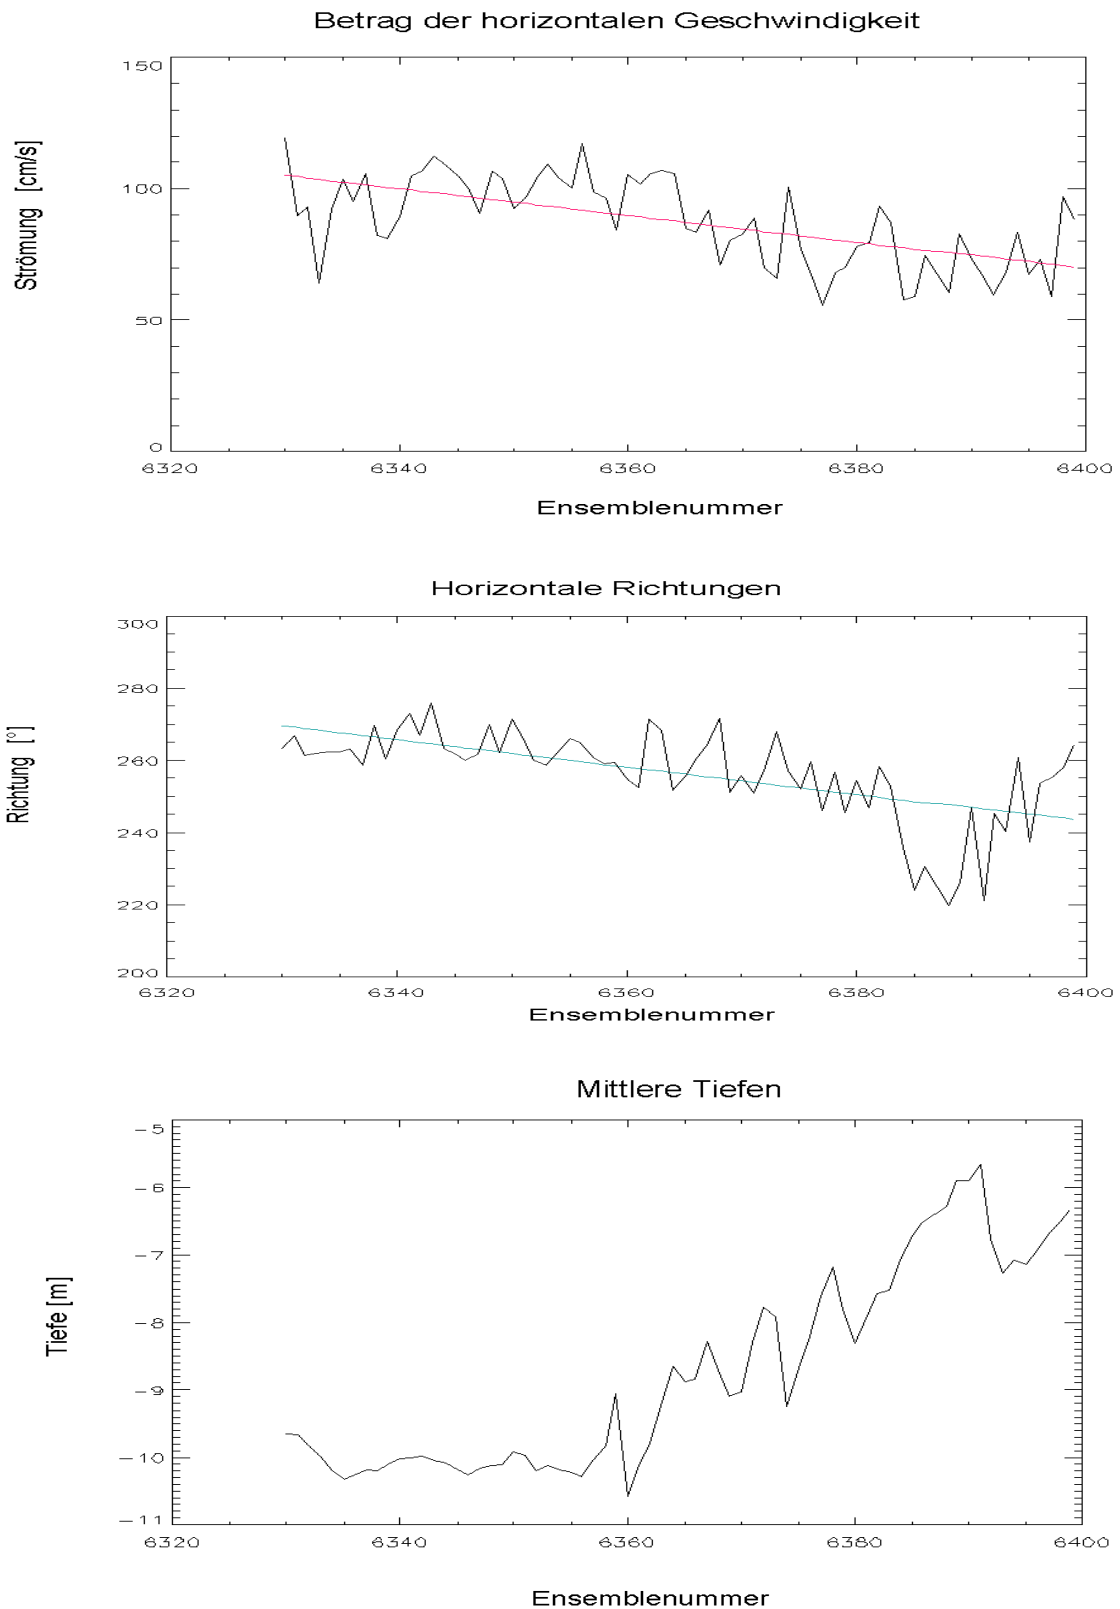 Betrag der horizontalen Geschwindigkeit
150
100
50
0
Strömung [cm/s]
6320 6340 6360 6380 6400
Ensemblenummer
Horizontale Richtungen
300
280
260
240
220
200
Richtung [°]
6320 6340 6360 6380 6400
Ensemblenummer
Mittlere Tiefen
-5
-6
-7
-8
-9
-10
-11
Tiefe [m]
6320 6340 6360 6380 6400
Ensemblenummer